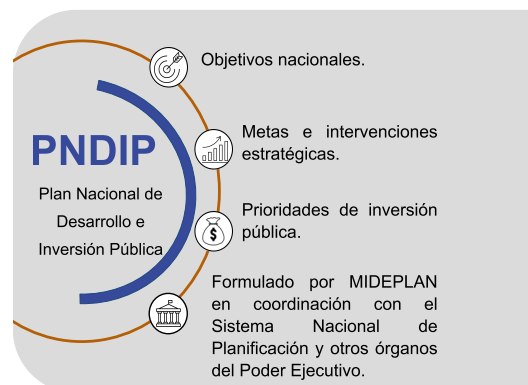 PNDIP
Plan Nacional de
Desarrollo e
Inversión Pública
Objetivos nacionales.
Metas e intervenciones
estratégicas.
Prioridades de inversión
pública.
$
Formulado por MIDEPLAN
en coordinación con el
Sistema Nacional de
Planificación y otros órganos
del Poder Ejecutivo.